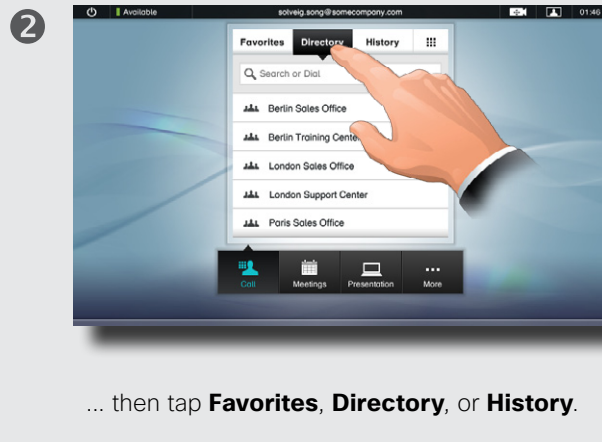 2
Available solveig.song@somecompany.com 01:46
Favorites Directory History
Search or Dial
Berlin Sales Office
Berlin Training
London Sales Office
London Support Center
Paris Sales Office
Call Meetings Presentation More
... then tap Favorites, Directory, or History.